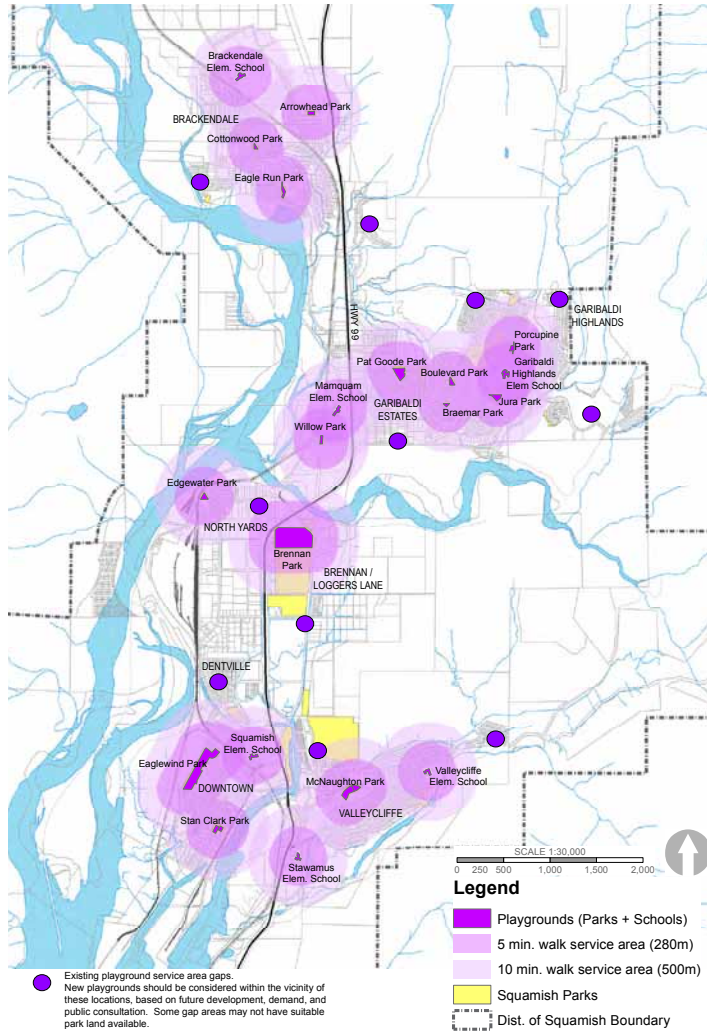 Brackendale
Elem. School
Arrowhead Park
BRACKENDALE
Cottonwood Park
Eagle Run Park
HWY 99
GARIBALDI
HIGHLANDS
Porcupine
Park
Pat Goode Park
Boulevard Park
Garibaldi
Highlands
Elem School
Mamquam
Elem. School
GARIBALDI
ESTATES
Jura Park
Braemar Park
Willow Park
Edgewater Park
NORTH YARDS
Brennan
Park
BRENNAN /
LOGGERS LANE
DENTVILLE
Squamish
Elem. School
Eaglewind Park
DOWNTOWN
McNaughton Park
Valleycliffe
Elem. School
VALLEYCLIFFE
Stan Clark Park
Stawamus
Elem. School
SCALE 1:30,000
0 250 500 1,000 1,500 2,000
Legend
Playgrounds (Parks + Schools)
5 min. walk service area (280m)
10 min. walk service area (500m)
Squamish Parks
Dist. of Squamish Boundary
Existing playground service area gaps.
New playgrounds should be considered within the vicinity
of these locations, based on future development, demand, and
public consultation. Some gap areas may not have suitable
park land available.